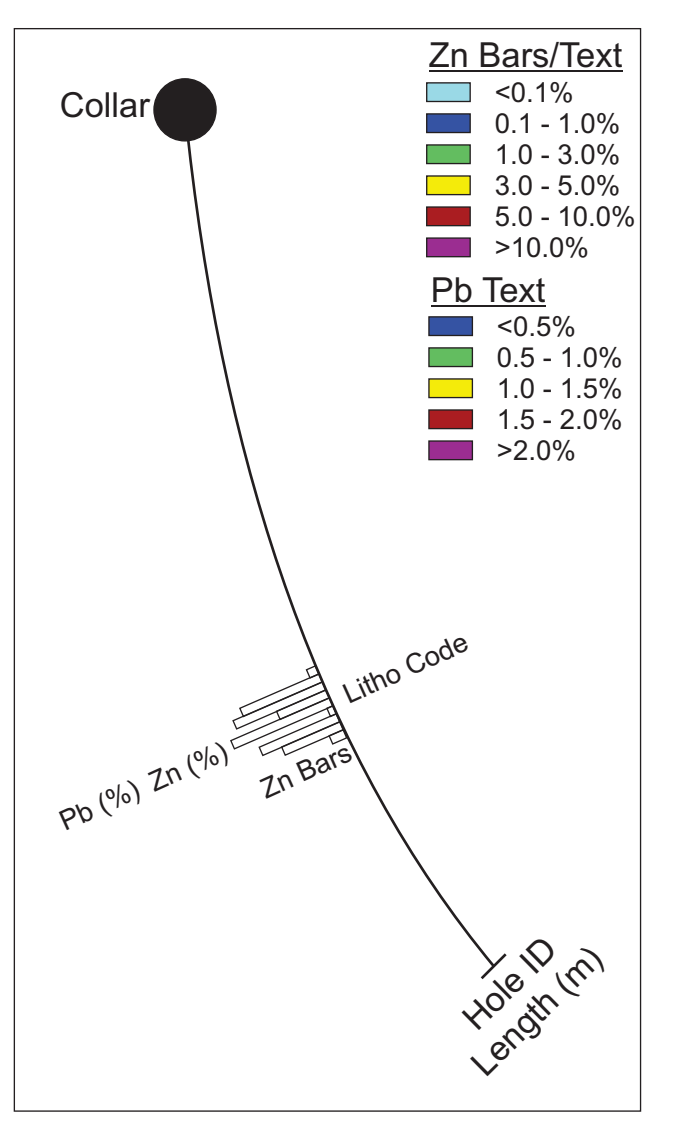 Collar
Zn Bars/Text
<0.1%
0.1 - 1.0%
1.0 - 3.0%
3.0 - 5.0%
5.0 - 10.0%
>10.0%
Pb Text
<0.5%
0.5 - 1.0%
1.0 - 1.5%
1.5 - 2.0%
>2.0%
Litho Code
Pb (%) Zn (%)
Zn Bars
Hole ID
Length (m)